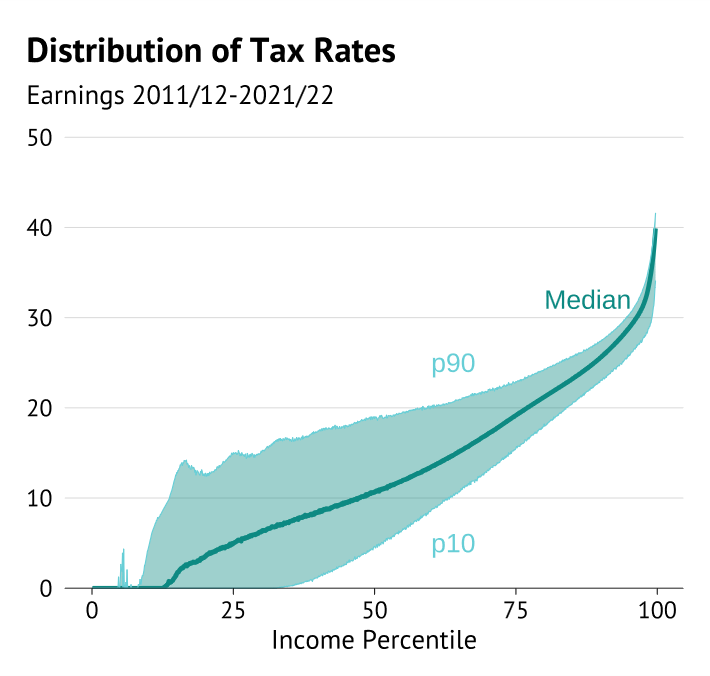 Distribution of Tax Rates
Earnings 2011/12-2021/22
50
40
30
20
10
0
Median
p90
p10
0 25 50 75 100
Income Percentile